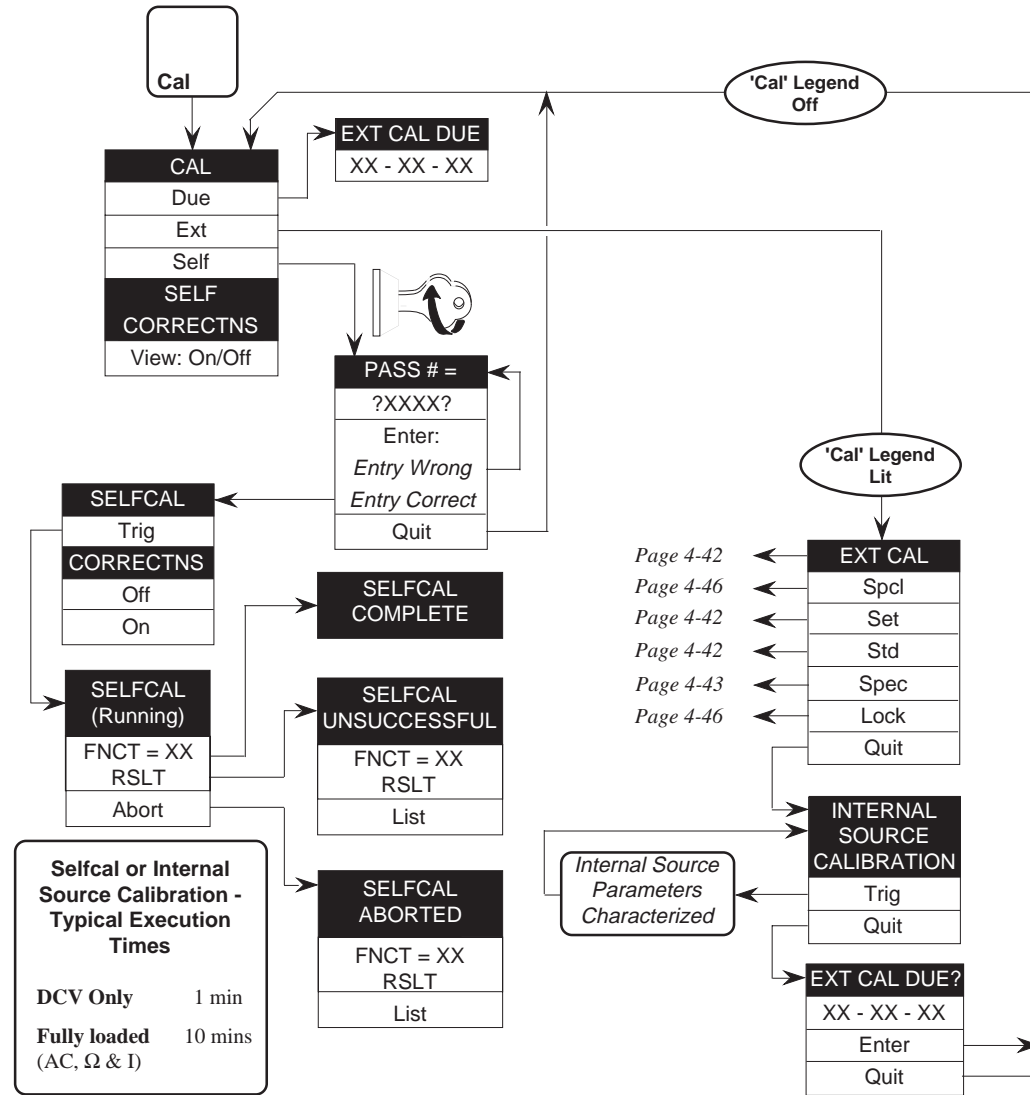 Cal
'Cal' Legend
Off
EXT CAL DUE
XX - XX - XX
CAL
Due
Ext
Self
SELF
CORRECTNS
View: On/Off
PASS # =
?XXXX?
Enter:
Entry Wrong
Entry Correct
Quit
'Cal' Legend
Lit
SELFCAL
Trig
CORRECTNS
Off
On
SELFCAL
COMPLETE
SELFCAL
(Running)
FNCT = XX
RSLT
Abort
SELFCAL
UNSUCCESSFUL
FNCT = XX
RSLT
List
SELFCAL
ABORTED
FNCT = XX
RSLT
List
Page 4-42
Page 4-46
Page 4-42
Page 4-42
Page 4-43
Page 4-46
EXT CAL
Spcl
Set
Std
Spec
Lock
Quit
INTERNAL
SOURCE
CALIBRATION
Trig
Quit
Internal Source
Parameters
Characterized
EXT CAL DUE?
XX - XX - XX
Enter
Quit
Selfcal or Internal
Source Calibration -
Typical Execution
Times
DCV Only 1 min
Fully loaded 10 mins
(AC, Ω & I)